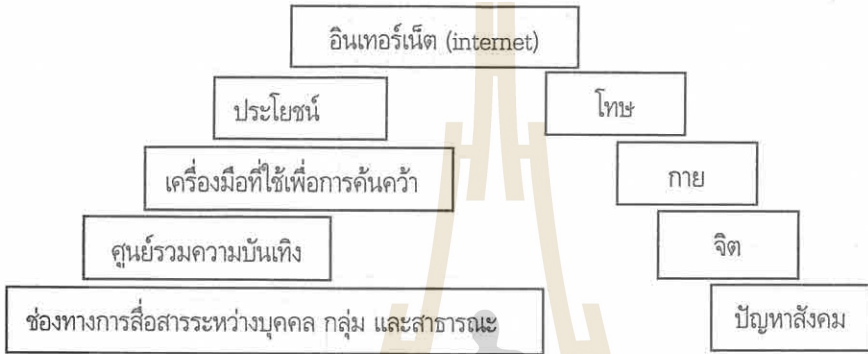 อินเทอร์เน็ต (internet)
ประโยชน์
โทษ
เครื่องมือที่ใช้เพื่อการค้นคว้า
กาย
ศูนย์รวมความบันเทิง
จิต
ช่องทางการสื่อสารระหว่างบุคคล กลุ่ม และสาธารณะ
ปัญหาสังคม